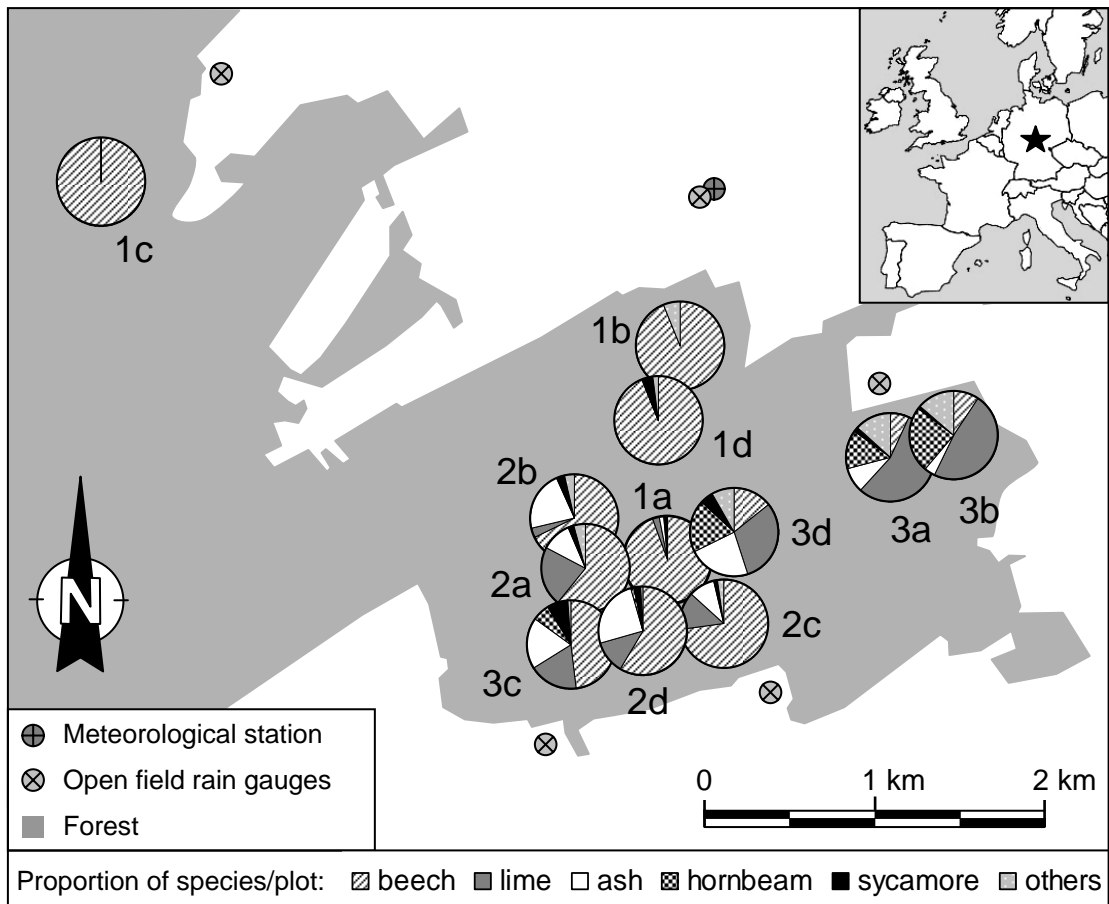 1c
1b
1d
2b
1a
3d
3a
3b
2a
2c
3c
2d
N
Meteorological station
Open field rain gauges
Forest
0 1 km 2 km
Proportion of species/plot: beech lime ash hornbeam sycamore others